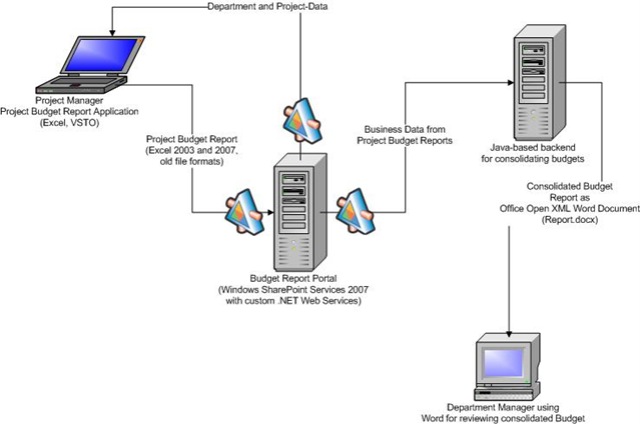 Department and Project-Data
Project Manager
Project Budget Report Application
(Excel, VSTO)
Project Budget Report
(Excel 2003 and 2007,
old file formats)
Business Data from
Project Budget Reports
Java-based backend
for consolidating budgets
Consolidated Budget
Report as
Office Open XML Word Document
(Report.docx)
Budget Report Portal
(Windows SharePoint Services 2007
with custom .NET Web Services)
Department Manager using
Word for reviewing consolidated Budget